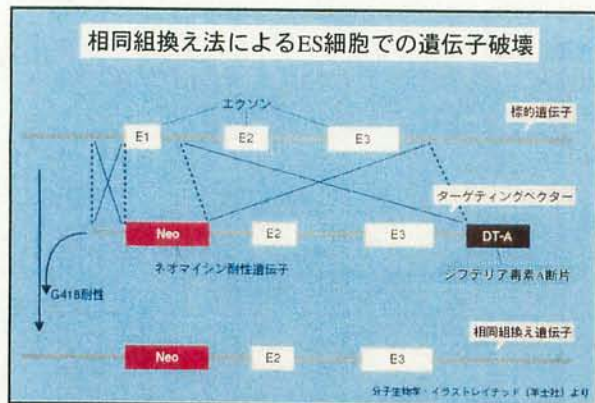 相同組換え法によるES細胞での遺伝子破壊
エクソン
標的遺伝子
E1
E2
E3
ターゲティングベクター
Neo
E2
E3
DT-A
ネオマイシン耐性遺伝子
ジフテリア毒素A断片
G418耐性
相同組換え遺伝子
Neo
E2
E3
分子生物学・イラストレイテッド（羊土社）より